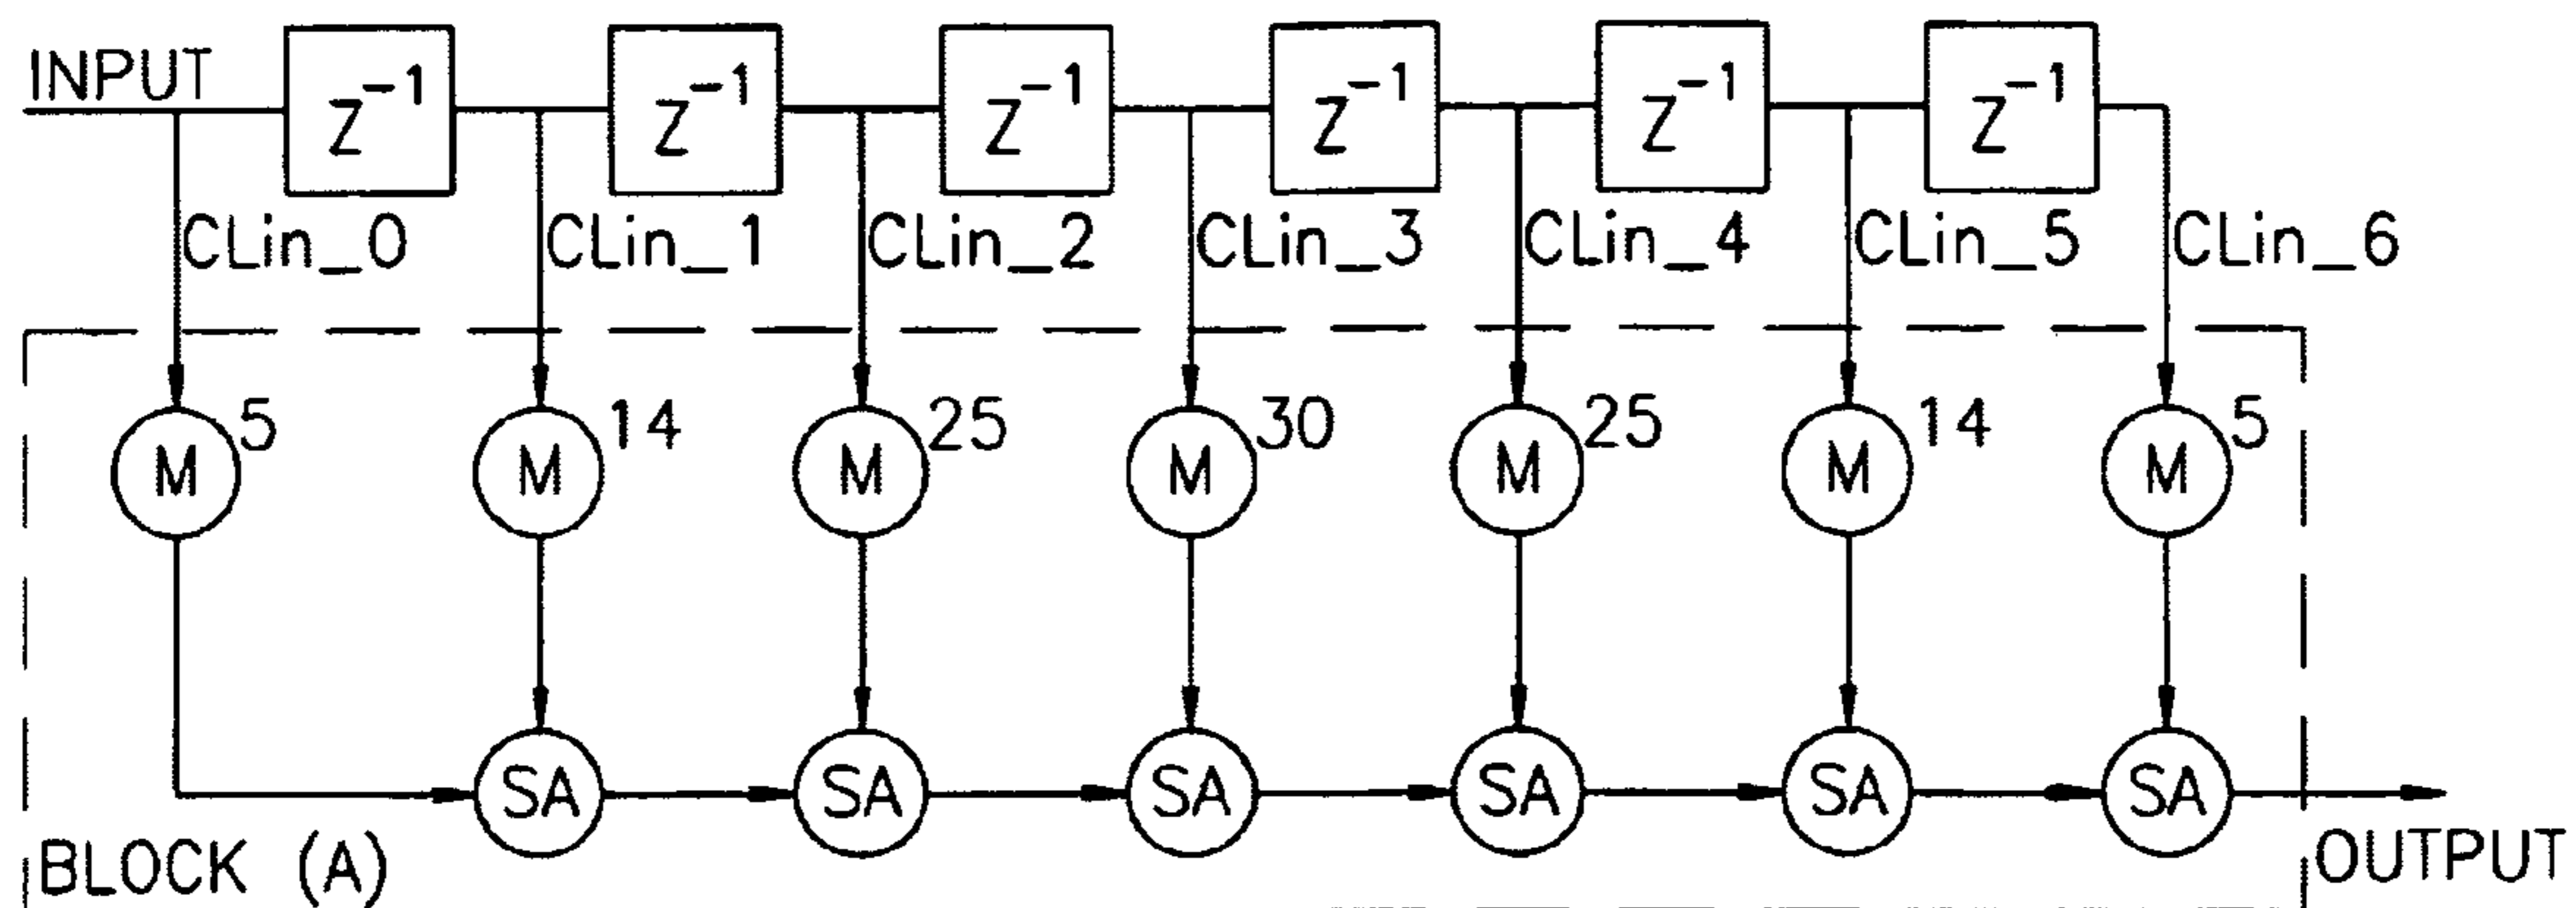 INPUT
Z⁻¹ Z⁻¹ Z⁻¹ Z⁻¹ Z⁻¹ Z⁻¹
CLin_0 CLin_1 CLin_2 CLin_3 CLin_4 CLin_5 CLin_6
M 5 M 14 M 25 M 30 M 25 M 14 M 5
SA SA SA SA SA SA
BLOCK (A)
OUTPUT